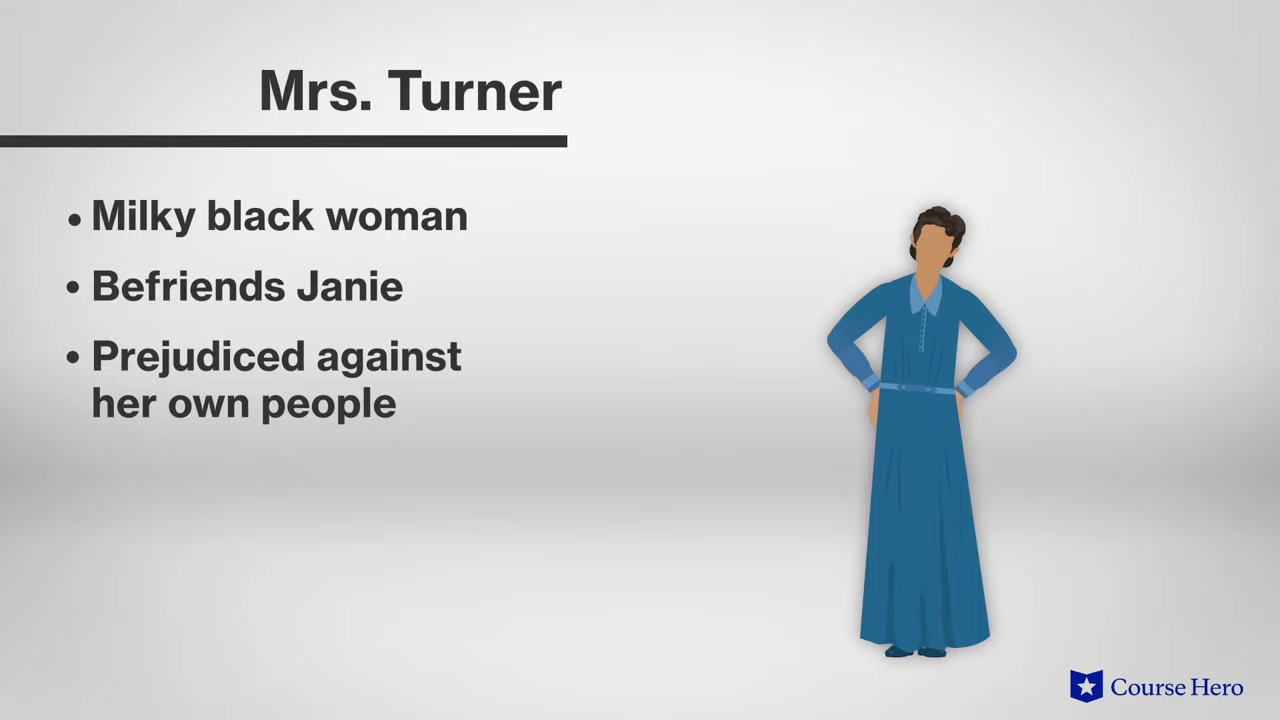 Mrs. Turner
• Milky black woman
• Befriends Janie
• Prejudiced against
her own people
Course Hero